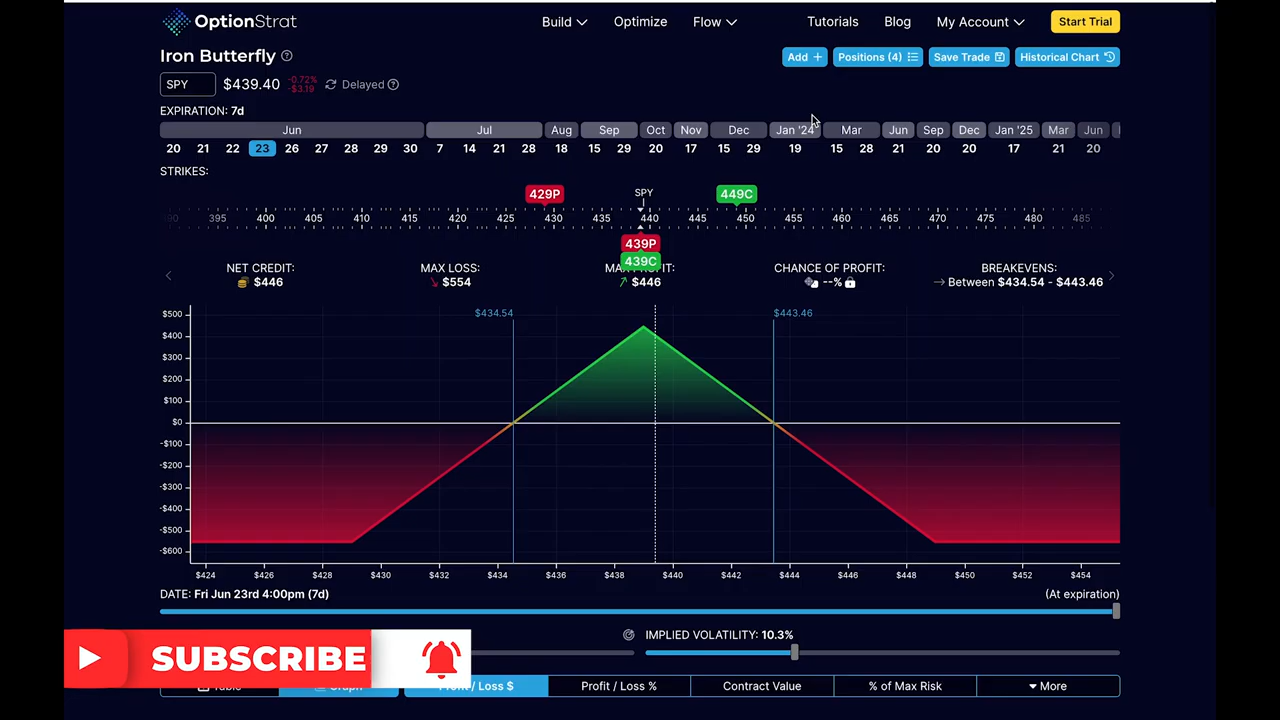 OptionStrat Build Optimize Flow Tutorials Blog My Account Start Trial
Iron Butterfly ? Add + Positions (4) Save Trade Historical Chart
SPY $439.40 -0.72% -$3.19 Delayed ?
EXPIRATION: 7d
Jun Jul Aug Sep Oct Nov Dec Jan '24 Mar Jun Sep Dec Jan '25 Mar Jun
20 21 22 23 26 27 28 29 30 7 14 21 28 18 15 29 20 17 15 29 19 15 28 21 20 20 17 21 20
STRIKES:
429P SPY 449C
395 400 405 410 415 420 425 430 435 440 445 450 455 460 465 470 475 480 485
439P
439C
NET CREDIT: MAX LOSS: CHANCE OF PROFIT: BREAKEVENS:
$446 $554 $446 --% Between $434.54 - $443.46
$434.54 $443.46
$500
$400
$300
$200
$100
$0
-$100
-$200
-$300
-$400
-$500
-$600
$424 $426 $428 $430 $432 $434 $436 $438 $440 $442 $444 $446 $448 $450 $452 $454
DATE: Fri Jun 23rd 4:00pm (7d) (At expiration)
IMPLIED VOLATILITY: 10.3%
SUBSCRIBE
Loss $ Profit / Loss % Contract Value % of Max Risk More